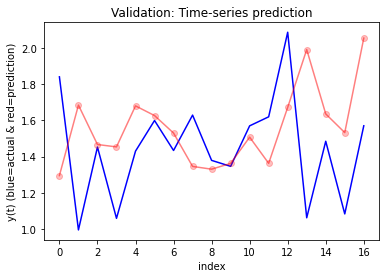 Validation: Time-series prediction
y(t) (blue=actual & red=prediction)
2.0
1.8
1.6
1.4
1.2
1.0
0 2 4 6 8 10 12 14 16
index